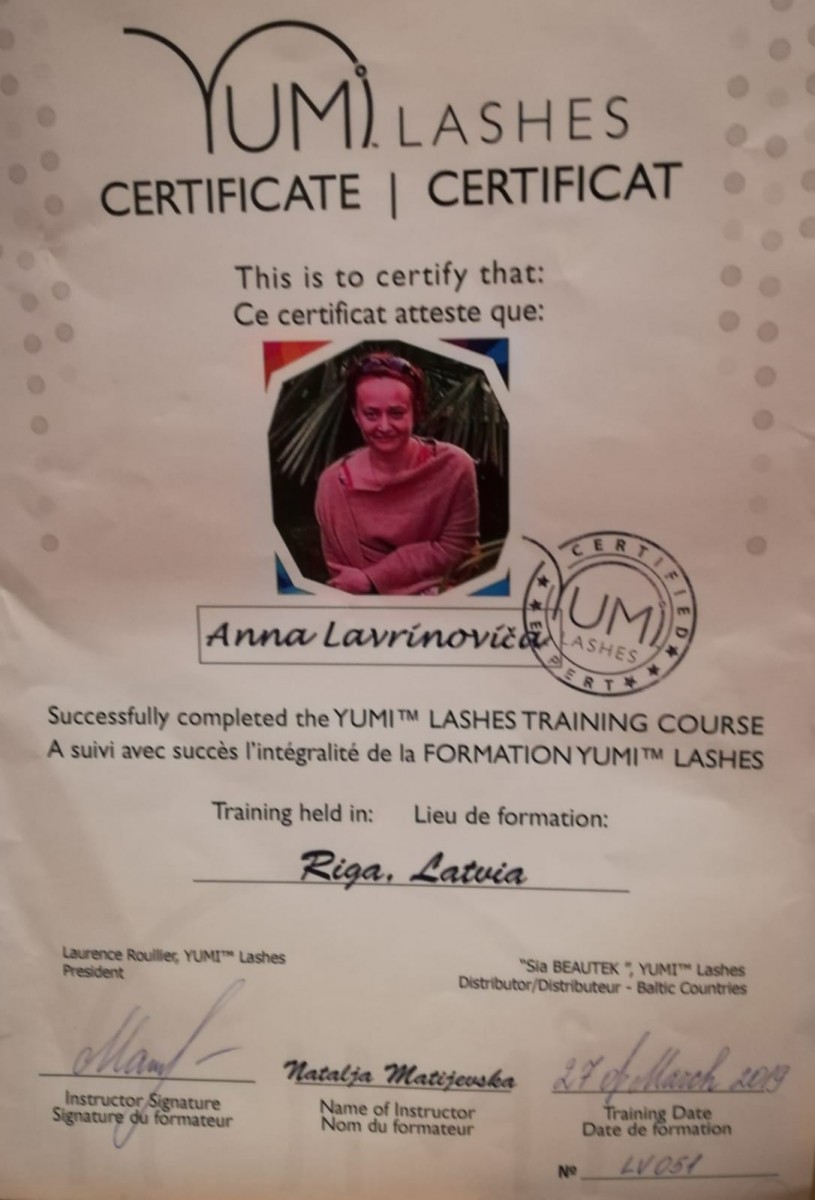 YUMI™ LASHES
CERTIFICATE | CERTIFICAT
This is to certify that:
Ce certificat atteste que:
Anna Lavrinoviča
CERTIFIED
YUMI
LASHES
EXPERT
Successfully completed the YUMI™ LASHES TRAINING COURSE
A suivi avec succès l'intégralité de la FORMATION YUMI™ LASHES
Training held in: Lieu de formation:
Riga, Latvia
Laurence Roullier, YUMI™ Lashes
President
"Sia BEAUTEK ", YUMI™ Lashes
Distributor/Distributeur - Baltic Countries
Natalja Matijevska
27 of March 2019
Instructor Signature
Signature du formateur
Name of Instructor
Nom du formateur
Training Date
Date de formation
Nº LV051